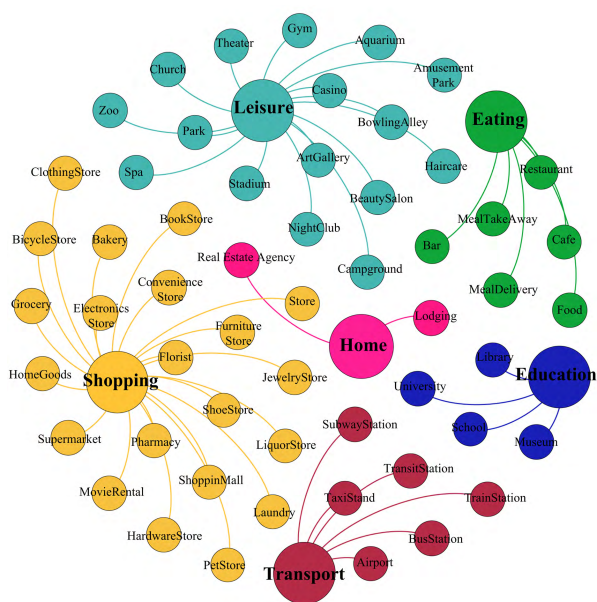 Gym
Theater
Aquarium
Church
Amusement
Park
Casino
Leisure
Zoo
Park
BowlingAlley
Eating
ArtGallery
Haircare
Restaurant
Spa
Stadium
BeautySalon
ClothingStore
BookStore
MealTakeAway
NightClub
BicycleStore
Bakery
Bar
Cafe
Real Estate Agency
Campground
Convenience
Store
MealDelivery
Grocery
Electronics
Store
Store
Food
Lodging
Furniture
Store
Home
Florist
Library
HomeGoods
Shopping
JewelryStore
University
Education
ShoeStore
SubwayStation
School
Museum
Supermarket
Pharmacy
LiquorStore
TransitStation
ShoppinMall
MovieRental
TaxiStand
TrainStation
Laundry
HardwareStore
BusStation
PetStore
Transport
Airport